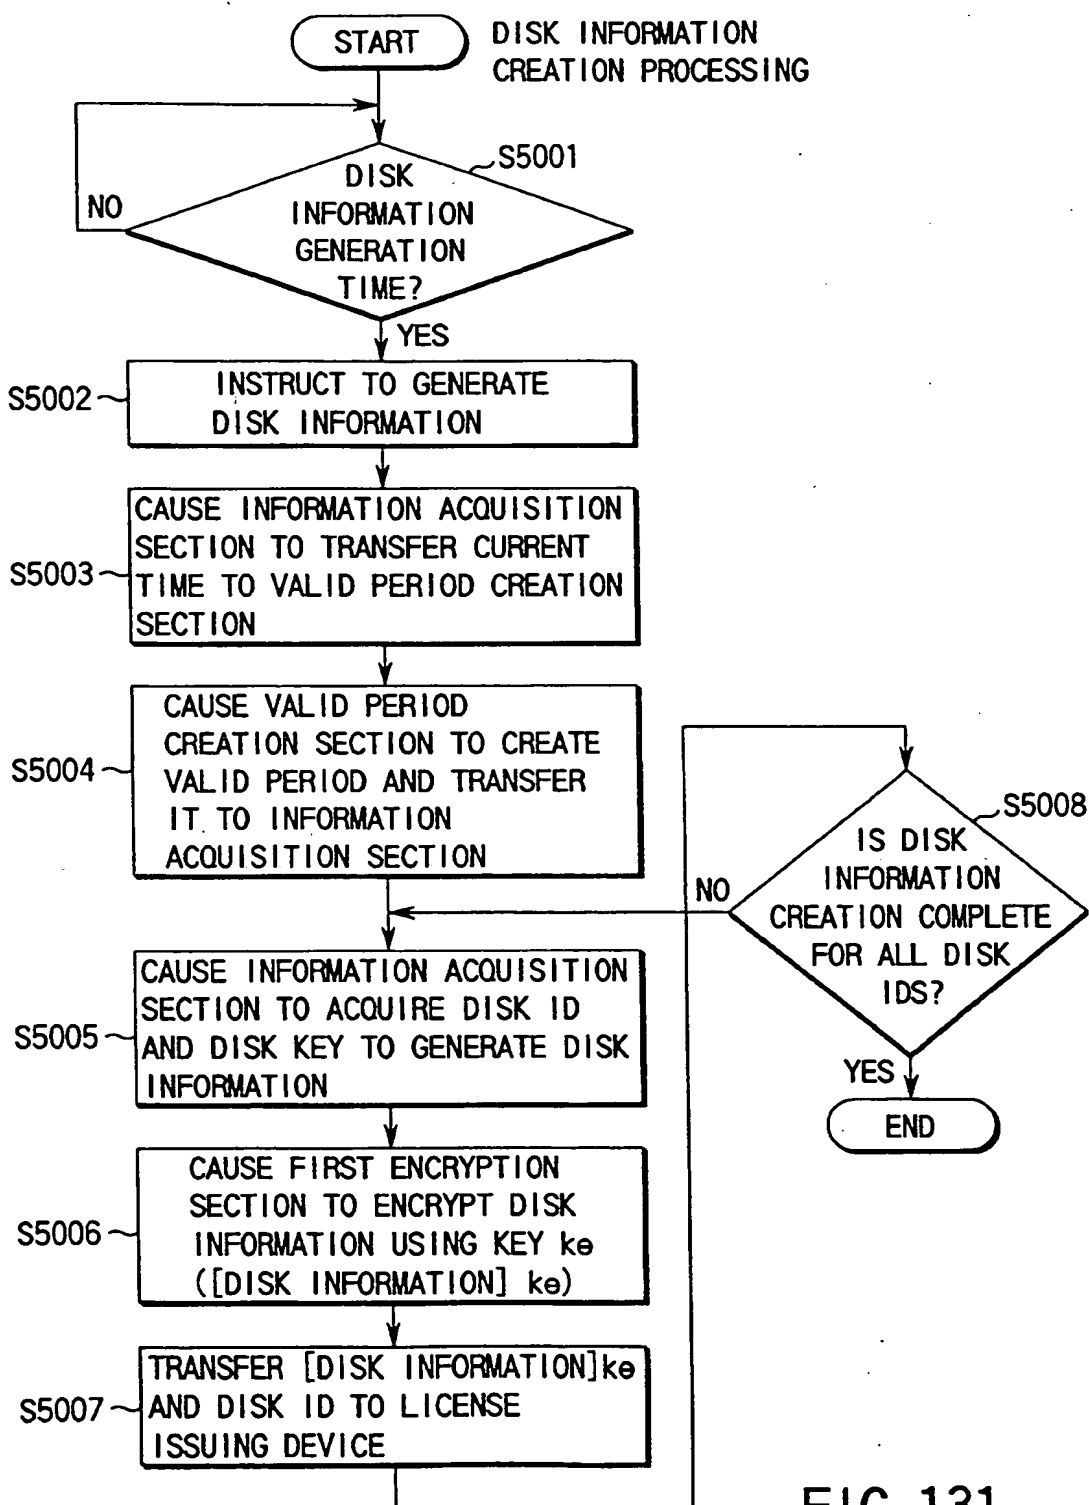 START
DISK INFORMATION
CREATION PROCESSING
S5001
DISK
INFORMATION
GENERATION
TIME?
NO
YES
S5002
INSTRUCT TO GENERATE
DISK INFORMATION
S5003
CAUSE INFORMATION ACQUISITION
SECTION TO TRANSFER CURRENT
TIME TO VALID PERIOD CREATION
SECTION
S5004
CAUSE VALID PERIOD
CREATION SECTION TO CREATE
VALID PERIOD AND TRANSFER
IT TO INFORMATION
ACQUISITION SECTION
S5008
IS DISK
INFORMATION
CREATION COMPLETE
FOR ALL DISK
IDS?
NO
YES
END
S5005
CAUSE INFORMATION ACQUISITION
SECTION TO ACQUIRE DISK ID
AND DISK KEY TO GENERATE DISK
INFORMATION
S5006
CAUSE FIRST ENCRYPTION
SECTION TO ENCRYPT DISK
INFORMATION USING KEY ke
([DISK INFORMATION] ke)
S5007
TRANSFER [DISK INFORMATION]ke
AND DISK ID TO LICENSE
ISSUING DEVICE
FIG.131